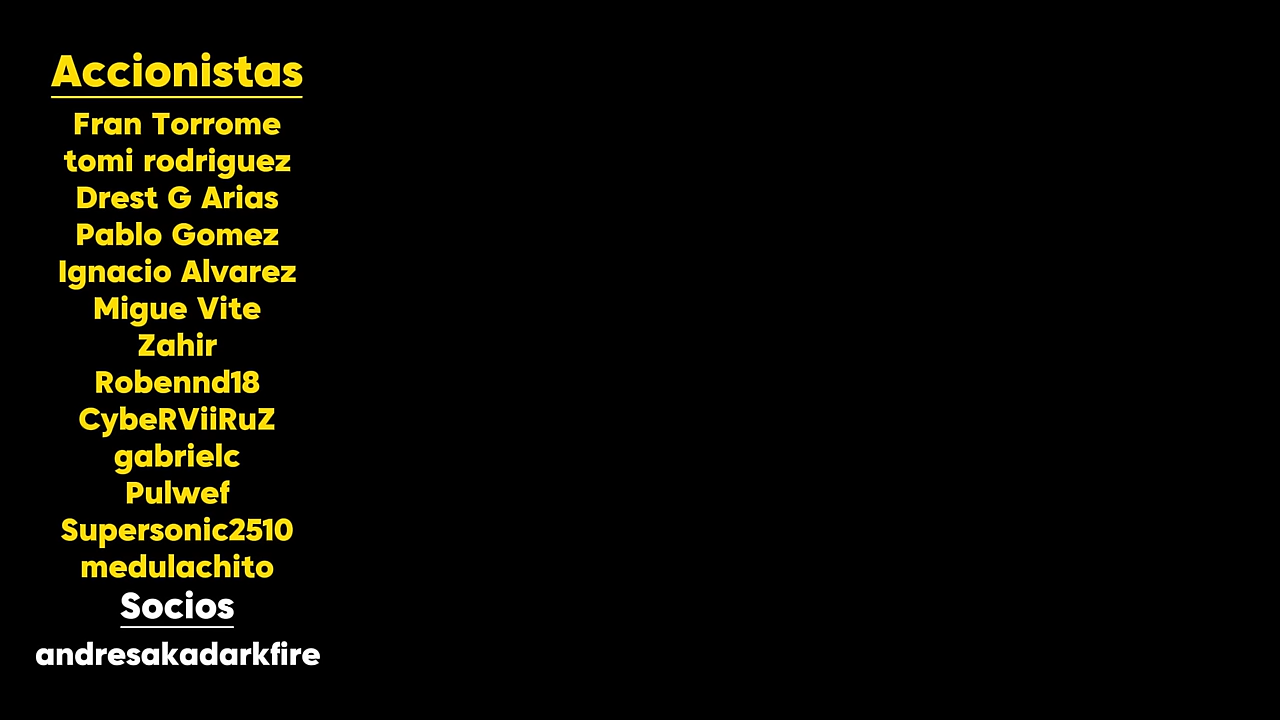 Accionistas
Fran Torrome
tomi rodriguez
Drest G Arias
Pablo Gomez
Ignacio Alvarez
Migue Vite
Zahir
Robennd18
CybeRViiRuZ
gabrielc
Pulwef
Supersonic2510
medulachito
Socios
andresakadarkfire